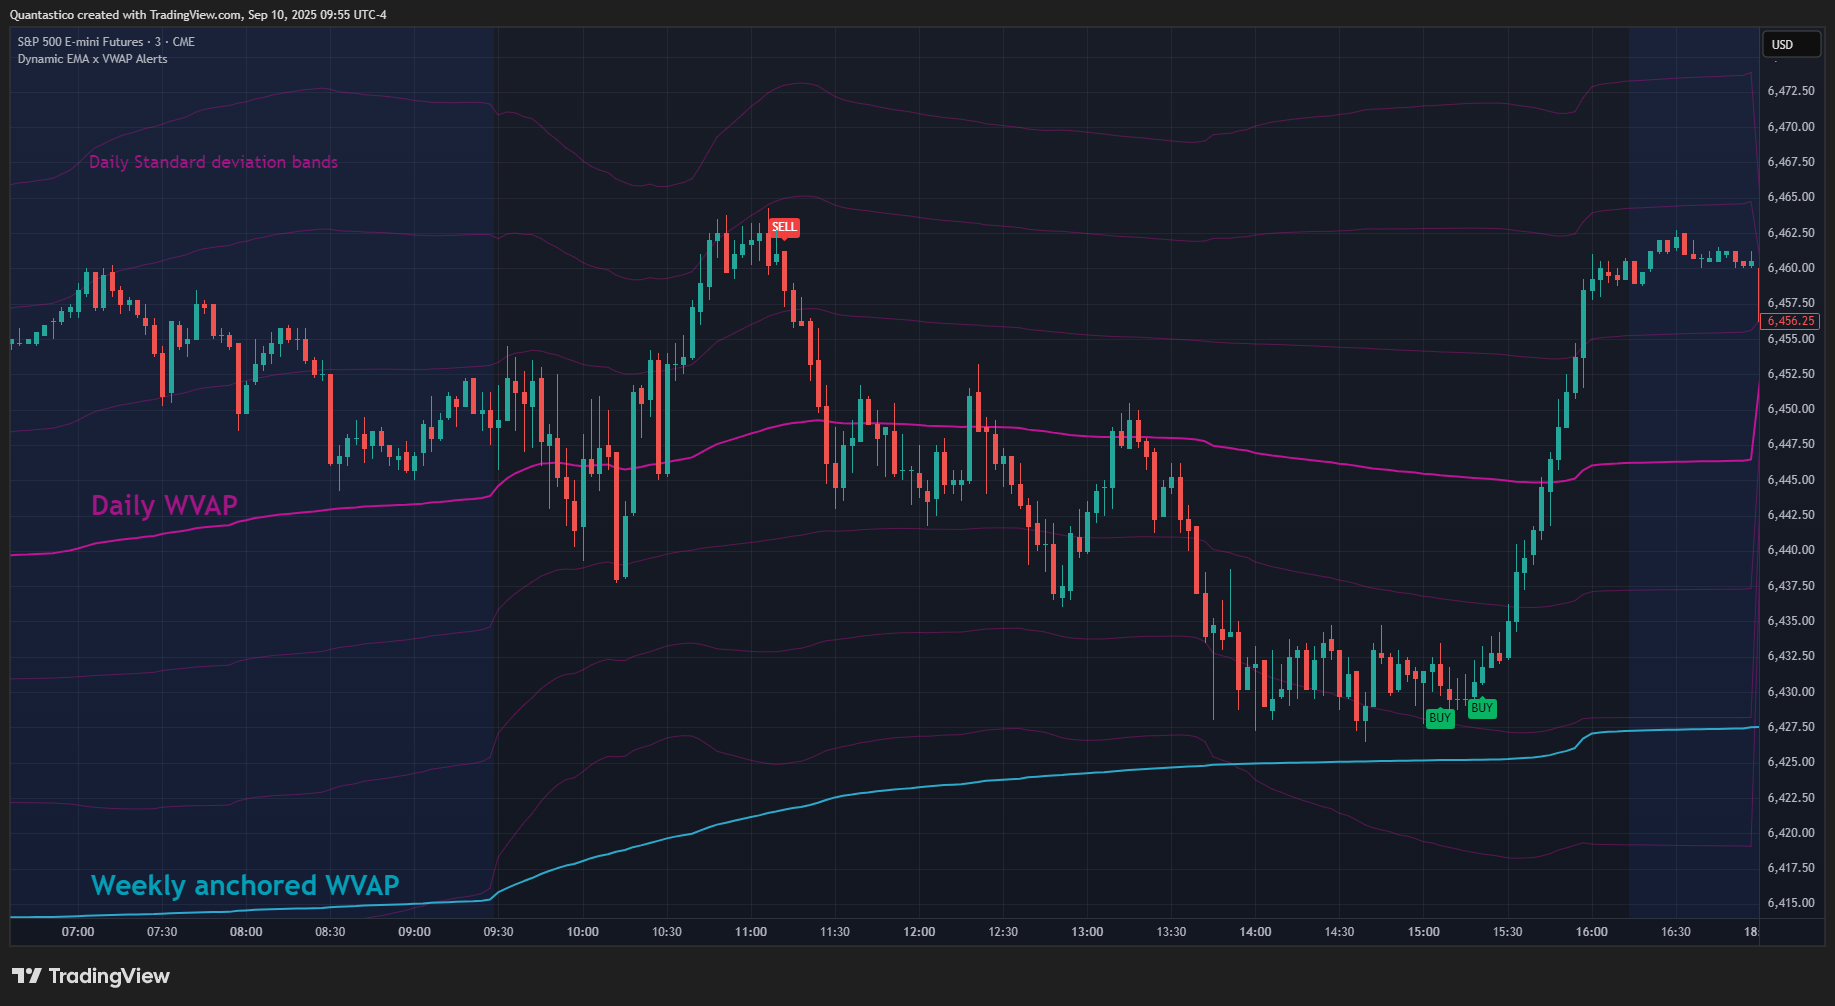 Quantastico created with TradingView.com, Sep 10, 2025 09:55 UTC-4
S&P 500 E-mini Futures · 3 · CME
Dynamic EMA x VWAP Alerts
USD
6,472.50
6,470.00
Daily Standard deviation bands
6,467.50
6,465.00
SELL
6,462.50
6,460.00
6,457.50
6,456.25
6,455.00
6,452.50
6,450.00
6,447.50
6,445.00
Daily WVAP
6,442.50
6,440.00
6,437.50
6,435.00
6,432.50
6,430.00
BUY
BUY
6,427.50
6,425.00
6,422.50
6,420.00
6,417.50
Weekly anchored WVAP
6,415.00
07:00 07:30 08:00 08:30 09:00 09:30 10:00 10:30 11:00 11:30 12:00 12:30 13:00 13:30 14:00 14:30 15:00 15:30 16:00 16:30 18:
TradingView